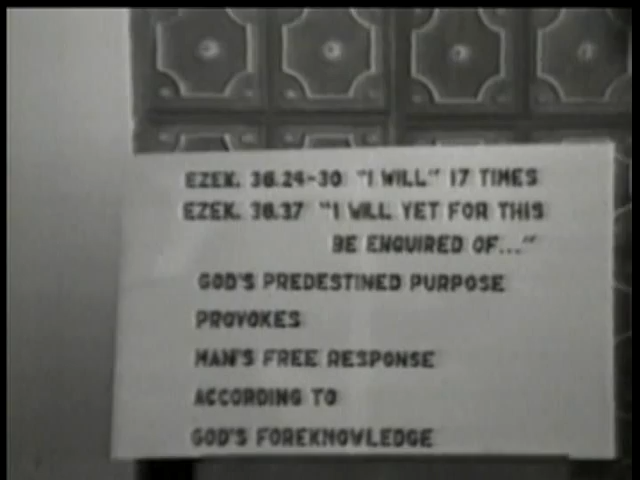 EZEK. 36.24-30 "I WILL" 17 TIMES
EZEK. 36.37 "I WILL YET FOR THIS
BE ENQUIRED OF..."
GOD'S PREDESTINED PURPOSE
PROVOKES
MAN'S FREE RESPONSE
ACCORDING TO
GOD'S FOREKNOWLEDGE